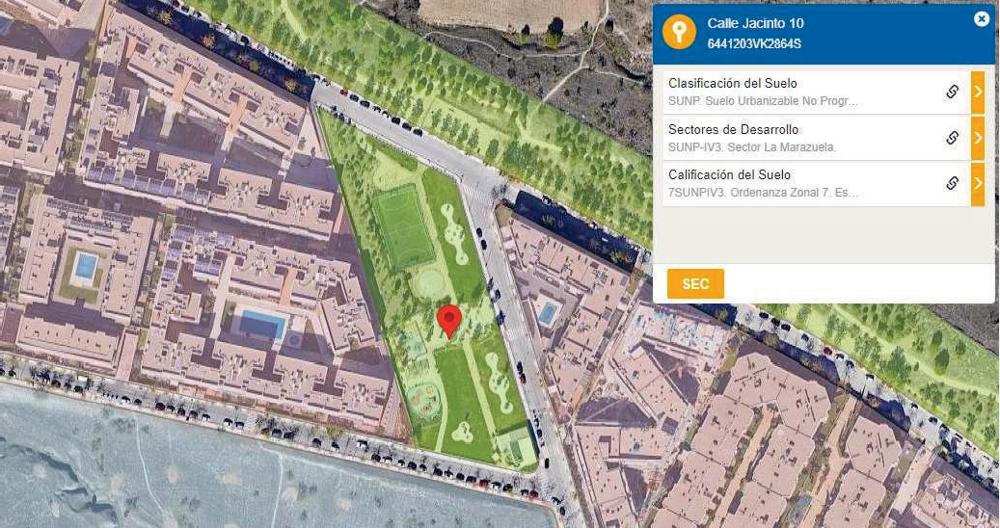 Calle Jacinto 10
6441203VK2864S
Clasificación del Suelo
SUNP. Suelo Urbanizable No Progr...
Sectores de Desarrollo
SUNP-IV3. Sector La Marazuela.
Calificación del Suelo
7SUNPIV3. Ordenanza Zonal 7. Es...
SEC